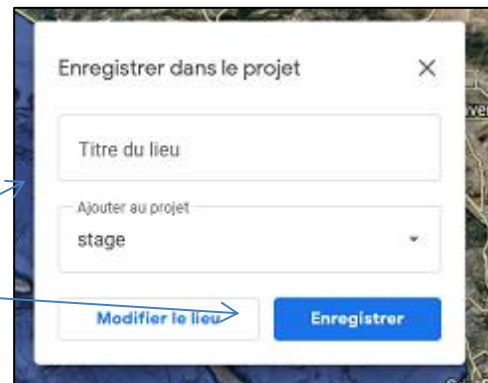 Enregistrer dans le projet
Titre du lieu
Ajouter au projet
stage
Modifier le lieu
Enregistrer